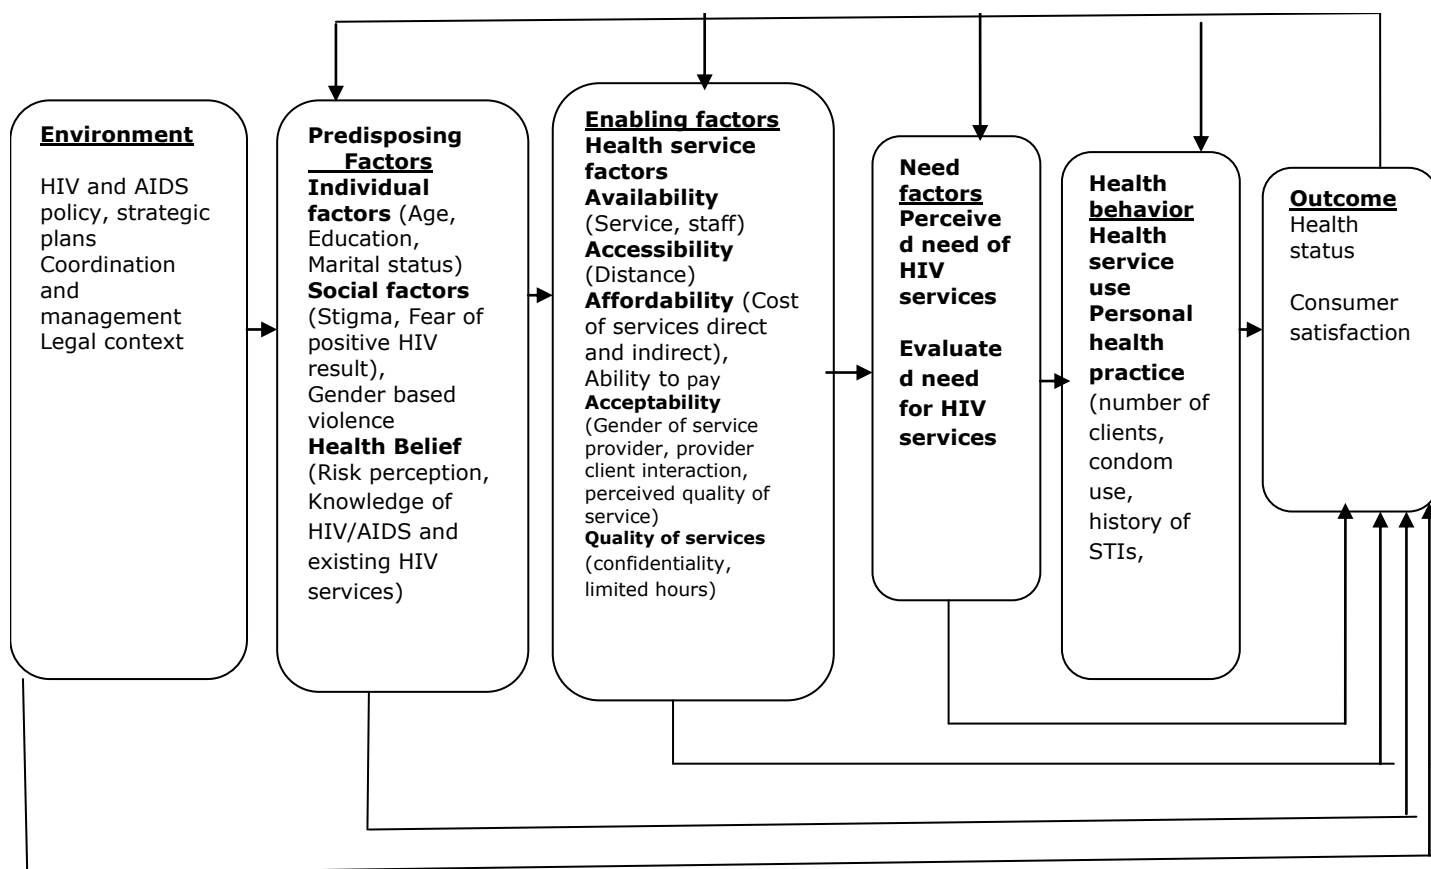 Environment
HIV and AIDS
policy, strategic
plans
Coordination
and
management
Legal context
Predisposing
Factors
Individual
factors (Age,
Education,
Marital status)
Social factors
(Stigma, Fear of
positive HIV
result),
Gender based
violence
Health Belief
(Risk perception,
Knowledge of
HIV/AIDS and
existing HIV
services)
Enabling factors
Health service
factors
Availability
(Service, staff)
Accessibility
(Distance)
Affordability (Cost
of services direct
and indirect),
Ability to pay
Acceptability
(Gender of service
provider, provider
client interaction,
perceived quality of
service)
Quality of services
(confidentiality,
limited hours)
Need
factors
Perceive
d need of
HIV
services
Evaluate
d need
for HIV
services
Health
behavior
Health
service
use
Personal
health
practice
(number of
clients,
condom
use,
history of
STIs,
Outcome
Health
status
Consumer
satisfaction